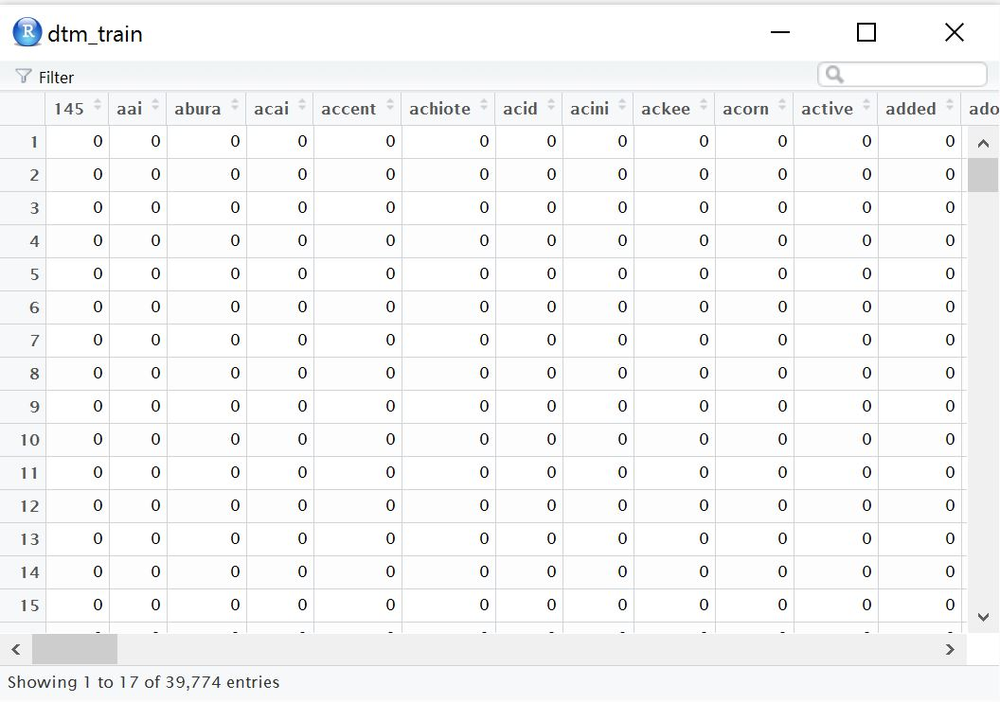 R dtm_train
Filter
145 aai abura acai accent achiote acid acini ackee acorn active added ado
1 0 0 0 0 0 0 0 0 0 0 0 0
2 0 0 0 0 0 0 0 0 0 0 0 0
3 0 0 0 0 0 0 0 0 0 0 0 0
4 0 0 0 0 0 0 0 0 0 0 0 0
5 0 0 0 0 0 0 0 0 0 0 0 0
6 0 0 0 0 0 0 0 0 0 0 0 0
7 0 0 0 0 0 0 0 0 0 0 0 0
8 0 0 0 0 0 0 0 0 0 0 0 0
9 0 0 0 0 0 0 0 0 0 0 0 0
10 0 0 0 0 0 0 0 0 0 0 0 0
11 0 0 0 0 0 0 0 0 0 0 0 0
12 0 0 0 0 0 0 0 0 0 0 0 0
13 0 0 0 0 0 0 0 0 0 0 0 0
14 0 0 0 0 0 0 0 0 0 0 0 0
15 0 0 0 0 0 0 0 0 0 0 0 0
Showing 1 to 17 of 39,774 entries